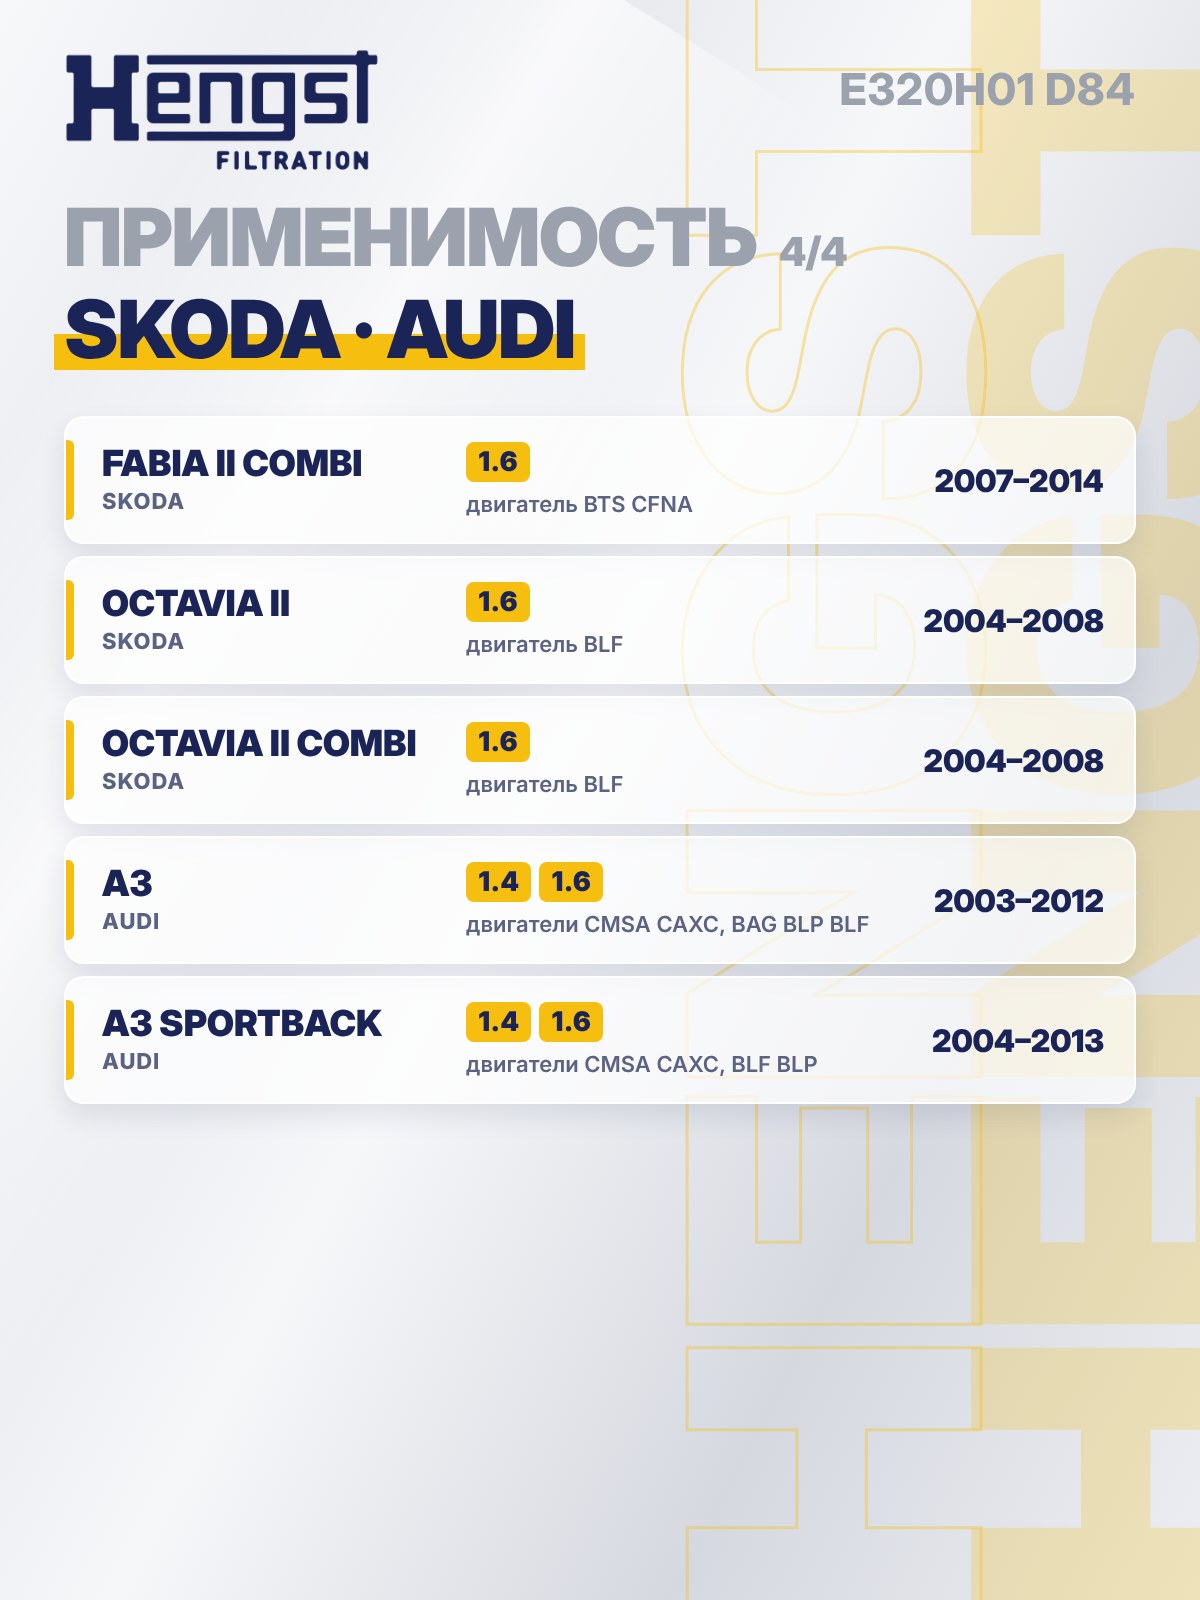 Hengst
FILTRATION
E320H01 D84
ПРИМЕНИМОСТЬ 4/4
SKODA · AUDI
FABIA II COMBI
SKODA
1.6
двигатель BTS CFNA
2007–2014
OCTAVIA II
SKODA
1.6
двигатель BLF
2004–2008
OCTAVIA II COMBI
SKODA
1.6
двигатель BLF
2004–2008
A3
AUDI
1.4 1.6
двигатели CMSA CAXC, BAG BLP BLF
2003–2012
A3 SPORTBACK
AUDI
1.4 1.6
двигатели CMSA CAXC, BLF BLP
2004–2013
HENGST
HENGST